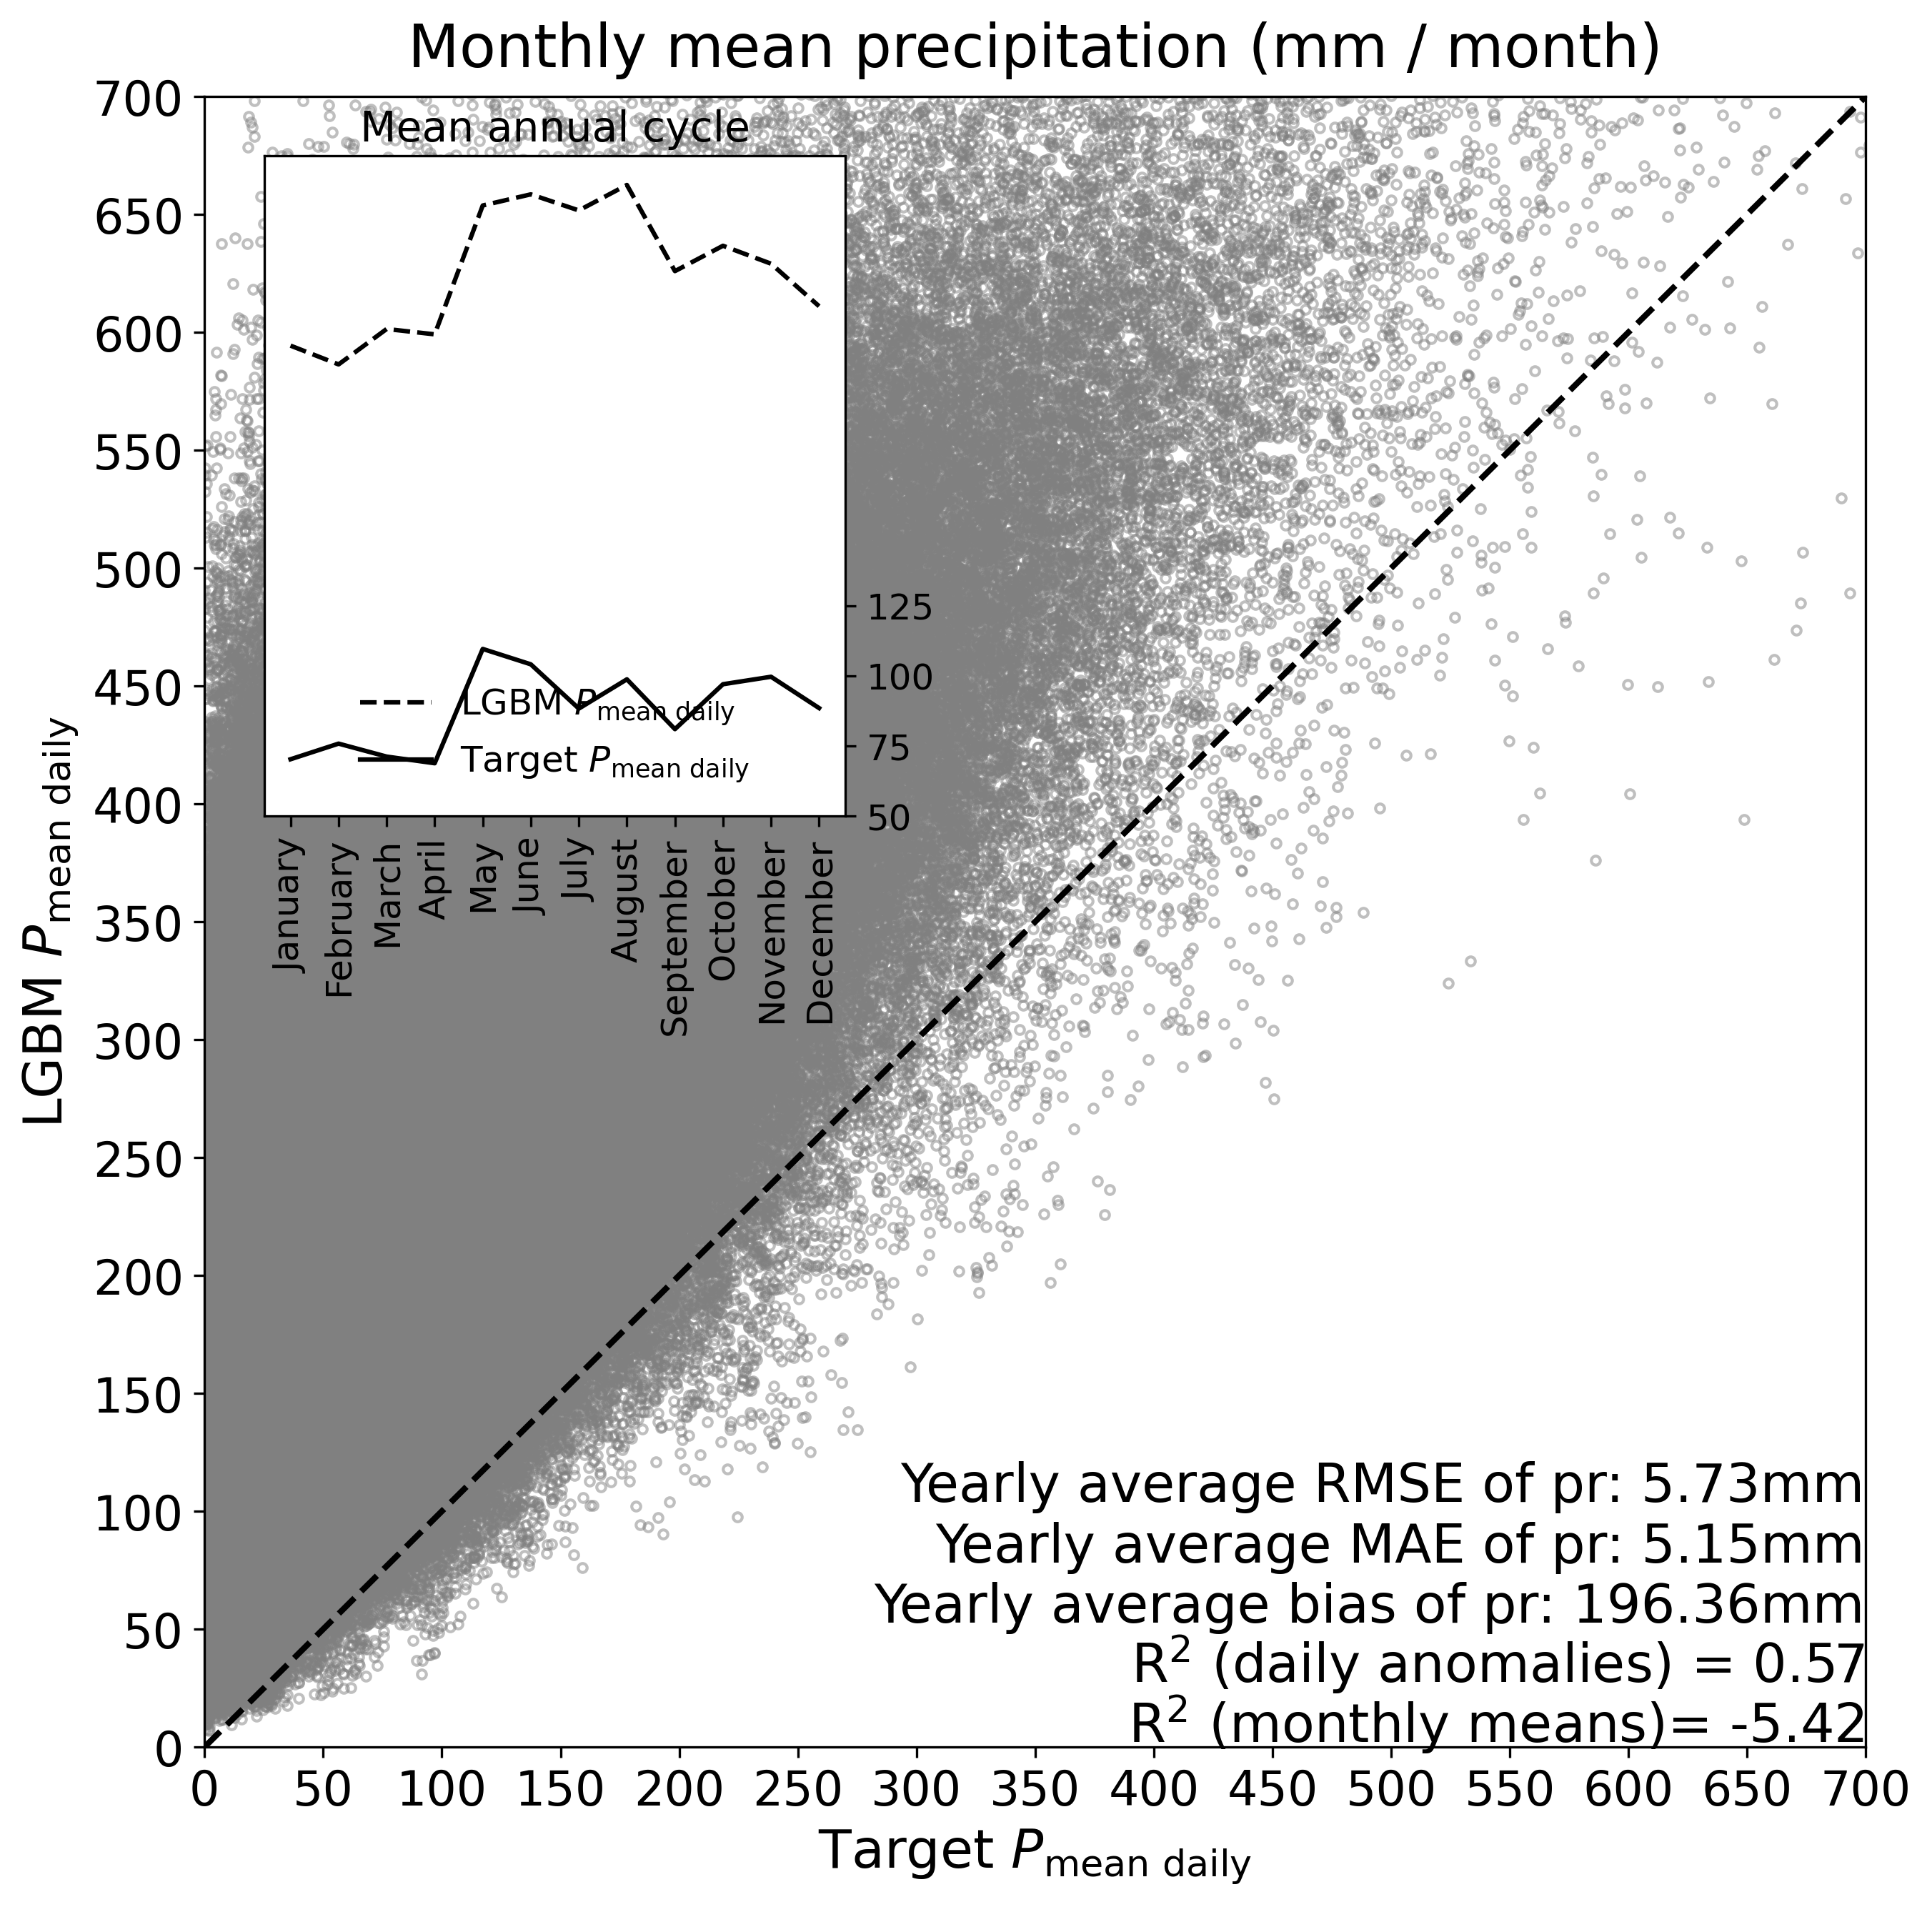 Monthly mean precipitation (mm / month)
700
650
600
550
500
450
400
350
300
250
200
150
100
50
0
LGBM P mean daily
Mean annual cycle
125
100
75
50
LGBM P mean daily
Target P mean daily
January
February
March
April
May
June
July
August
September
October
November
December
Yearly average RMSE of pr: 5.73mm
Yearly average MAE of pr: 5.15mm
Yearly average bias of pr: 196.36mm
R² (daily anomalies) = 0.57
R² (monthly means)= -5.42
0 50 100 150 200 250 300 350 400 450 500 550 600 650 700
Target P mean daily